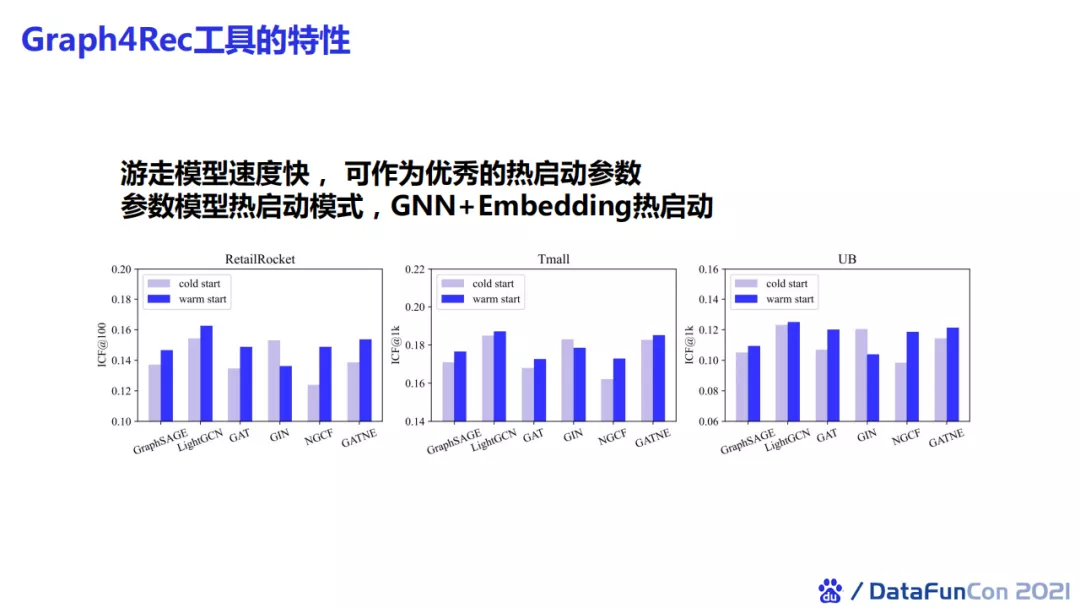 Graph4Rec工具的特性
游走模型速度快， 可作为优秀的热启动参数
参数模型热启动模式，GNN+Embedding热启动
RetailRocket
0.20
0.18
0.16
0.14
0.12
0.10
ICF@100
cold start
warm start
GraphSAGE
LightGCN
GAT
GIN
NGCF
GATNE
Tmall
0.22
0.20
0.18
0.16
0.14
ICF@1k
cold start
warm start
GraphSAGE
LightGCN
GAT
GIN
NGCF
GATNE
UB
0.16
0.14
0.12
0.10
0.08
0.06
ICF@1k
cold start
warm start
GraphSAGE
LightGCN
GAT
GIN
NGCF
GATNE
du / DataFunCon 2021